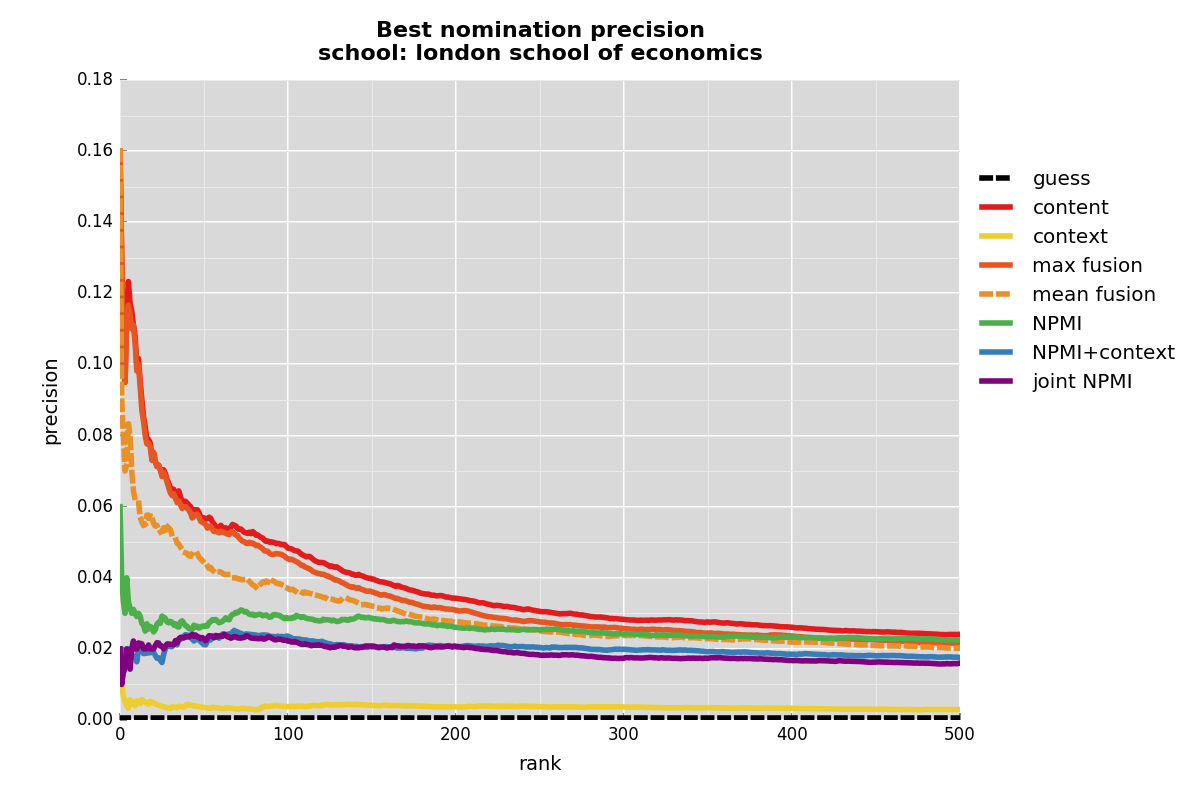 Best nomination precision
school: london school of economics
0.18
0.16
0.14
0.12
0.10
0.08
0.06
0.04
0.02
0.00
precision
0
100
200
300
400
500
rank
guess
content
context
max fusion
mean fusion
NPMI
NPMI+context
joint NPMI